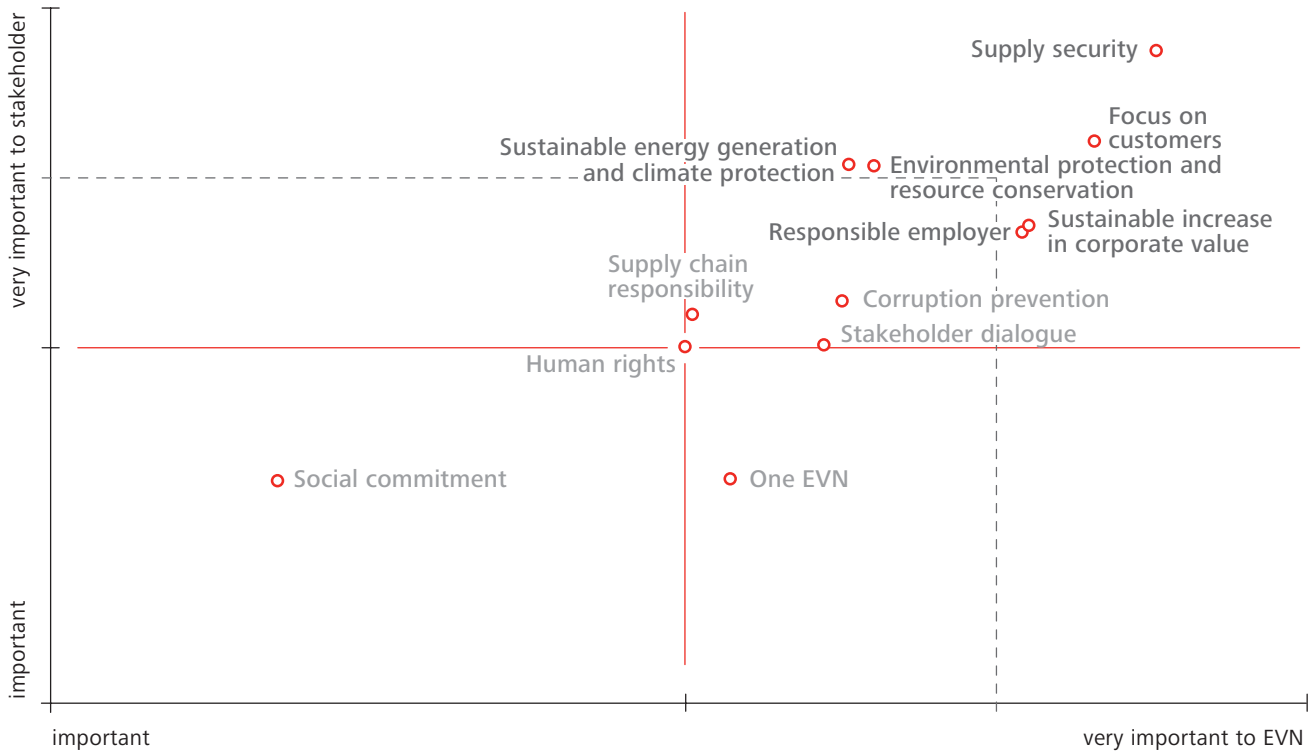 very important to stakeholder
important
Supply security
Focus on
customers
Sustainable energy generation
and climate protection
Environmental protection and
resource conservation
Responsible employer
Sustainable increase
in corporate value
Supply chain
responsibility
Corruption prevention
Stakeholder dialogue
Human rights
Social commitment
One EVN
important
very important to EVN